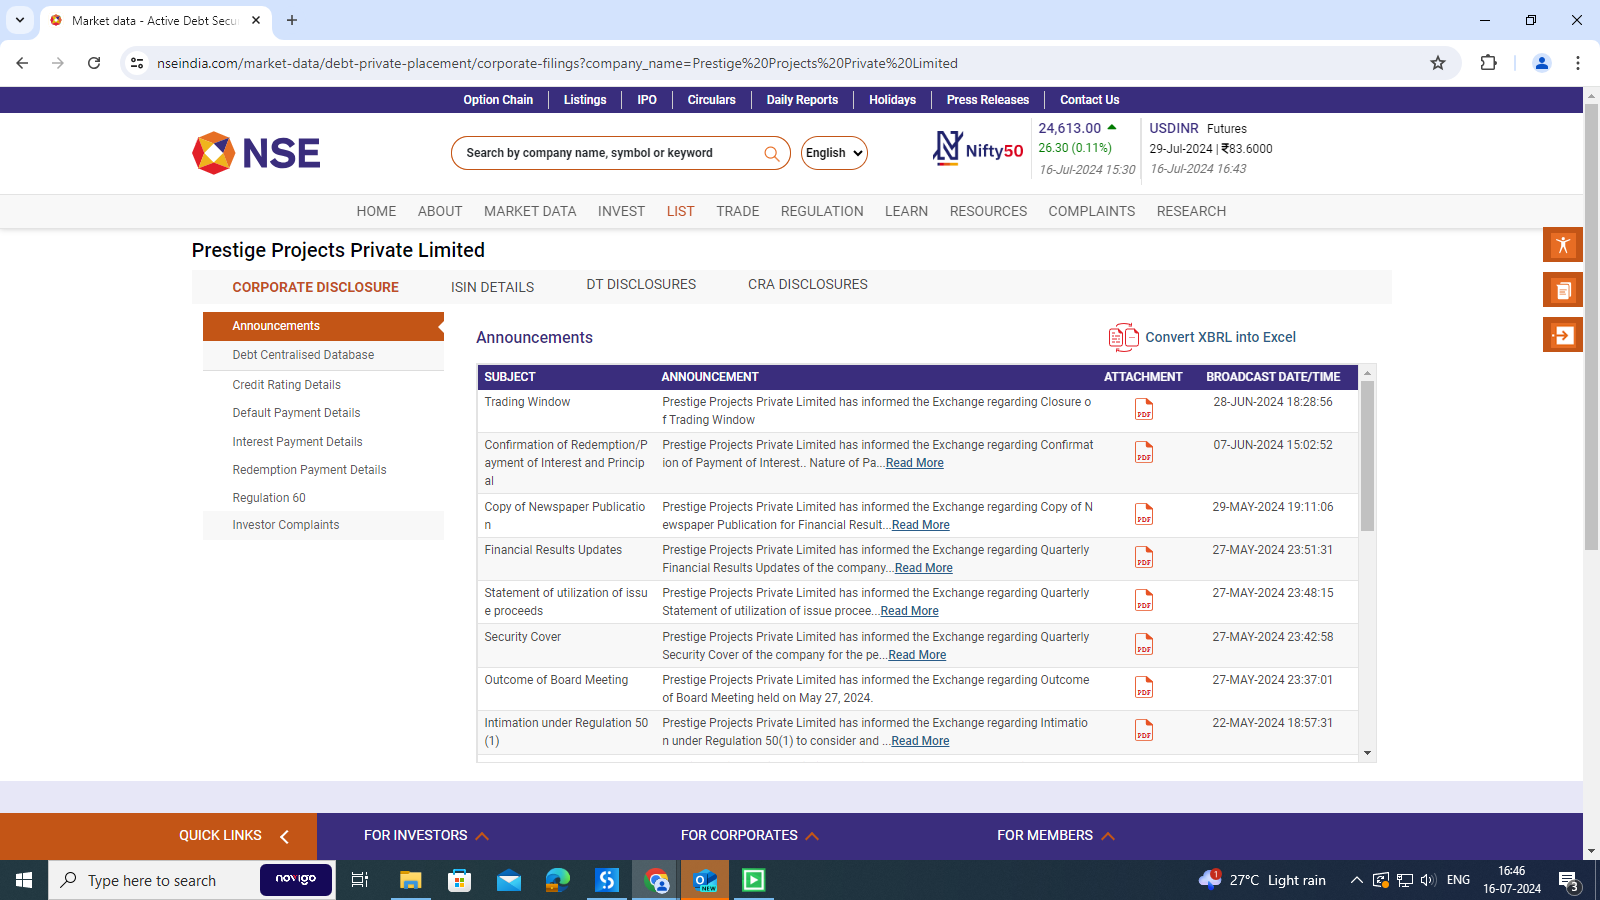 Market data - Active Debt Secu
nseindia.com/market-data/debt-private-placement/corporate-filings?company_name=Prestige%20Projects%20Private%20Limited
Option Chain Listings IPO Circulars Daily Reports Holidays Press Releases Contact Us
NSE
Search by company name, symbol or keyword
English
Nifty50
24,613.00
26.30 (0.11%)
16-Jul-2024 15:30
USDINR Futures
29-Jul-2024 | ₹83.6000
16-Jul-2024 16:43
HOME ABOUT MARKET DATA INVEST LIST TRADE REGULATION LEARN RESOURCES COMPLAINTS RESEARCH
Prestige Projects Private Limited
CORPORATE DISCLOSURE ISIN DETAILS DT DISCLOSURES CRA DISCLOSURES
Announcements
Debt Centralised Database
Credit Rating Details
Default Payment Details
Interest Payment Details
Redemption Payment Details
Regulation 60
Investor Complaints
Announcements
Convert XBRL into Excel
SUBJECT ANNOUNCEMENT ATTACHMENT BROADCAST DATE/TIME
Trading Window Prestige Projects Private Limited has informed the Exchange regarding Closure o PDF 28-JUN-2024 18:28:56
f Trading Window
Confirmation of Redemption/P Prestige Projects Private Limited has informed the Exchange regarding Confirmat PDF 07-JUN-2024 15:02:52
ayment of Interest and Princip ion of Payment of Interest.. Nature of Pa...Read More
al
Copy of Newspaper Publicatio Prestige Projects Private Limited has informed the Exchange regarding Copy of N PDF 29-MAY-2024 19:11:06
n ewspaper Publication for Financial Result...Read More
Financial Results Updates Prestige Projects Private Limited has informed the Exchange regarding Quarterly PDF 27-MAY-2024 23:51:31
Financial Results Updates of the company...Read More
Statement of utilization of issu Prestige Projects Private Limited has informed the Exchange regarding Quarterly PDF 27-MAY-2024 23:48:15
e proceeds Statement of utilization of issue procee...Read More
Security Cover Prestige Projects Private Limited has informed the Exchange regarding Quarterly PDF 27-MAY-2024 23:42:58
Security Cover of the company for the pe...Read More
Outcome of Board Meeting Prestige Projects Private Limited has informed the Exchange regarding Outcome PDF 27-MAY-2024 23:37:01
of Board Meeting held on May 27, 2024.
Intimation under Regulation 50 Prestige Projects Private Limited has informed the Exchange regarding Intimatio PDF 22-MAY-2024 18:57:31
(1) n under Regulation 50(1) to consider and ...Read More
QUICK LINKS FOR INVESTORS FOR CORPORATES FOR MEMBERS
Type here to search
novigo
NEW
1
27°C Light rain
ENG
16:46
16-07-2024
3